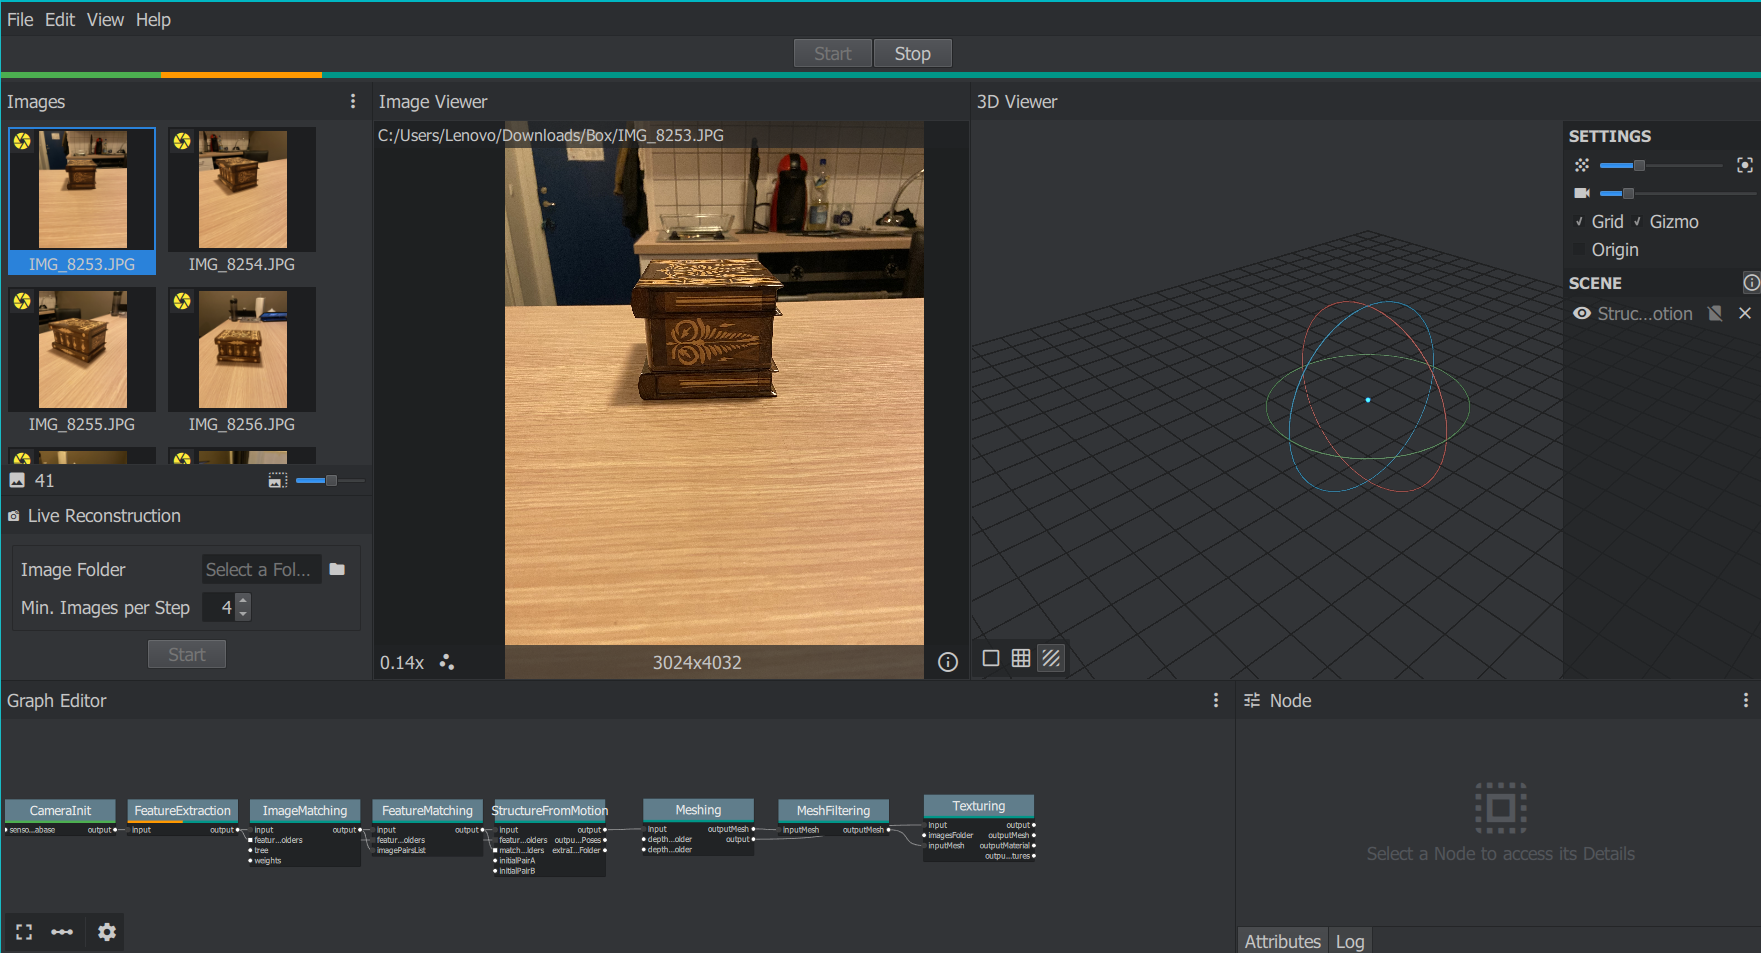 File Edit View Help
Start Stop
Images
IMG_8253.JPG
IMG_8254.JPG
IMG_8255.JPG
IMG_8256.JPG
41
Live Reconstruction
Image Folder Select a Fol...
Min. Images per Step 4
Start
Image Viewer
C:/Users/Lenovo/Downloads/Box/IMG_8253.JPG
0.14x
3024x4032
3D Viewer
SETTINGS
Grid Gizmo
Origin
SCENE
Struc...otion
Graph Editor
CameraInit
senso...abase output
FeatureExtraction
input output
ImageMatching
input output
featur...olders
tree
weights
FeatureMatching
input output
featur...olders
imagePairsList
StructureFromMotion
input output
featur...olders outpu...Poses
match...lders extraI...Folder
initialPairA
initialPairB
Meshing
input outputMesh
depth...older output
depth...older
MeshFiltering
inputMesh outputMesh
Texturing
input output
imagesFolder outputMesh
inputMesh outputMaterial
outpu...tures
Node
Select a Node to access its Details
Attributes Log